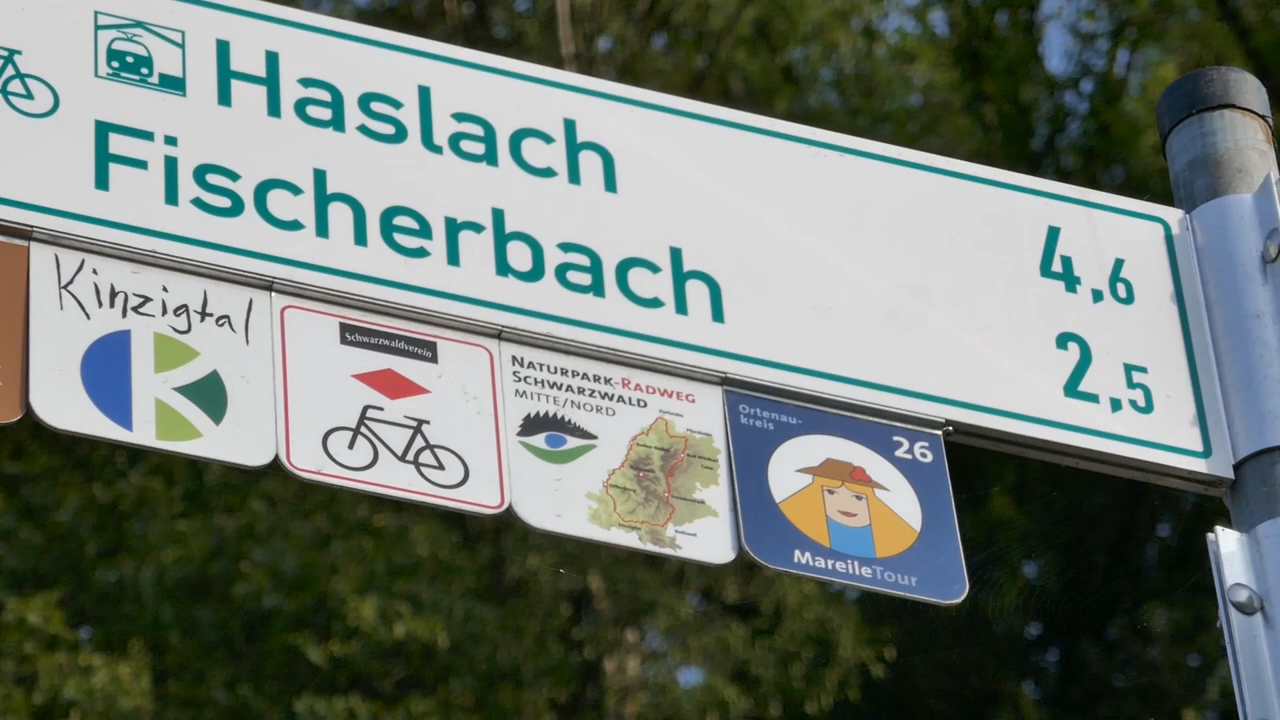 Haslach 4,6
Fischerbach 2,5
Kinzigtal
K
Schwarzwaldverein
NATURPARK-RADWEG
SCHWARZWALD
MITTE/NORD
Ortenau-
kreis
26
MareileTour